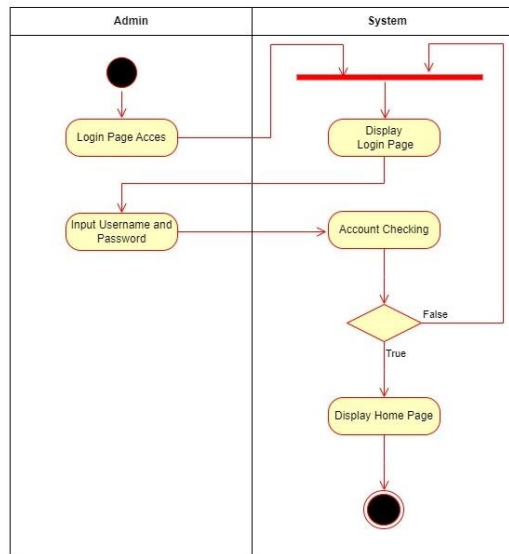 Admin
System
Login Page Acces
Display
Login Page
Input Username and
Password
Account Checking
False
True
Display Home Page